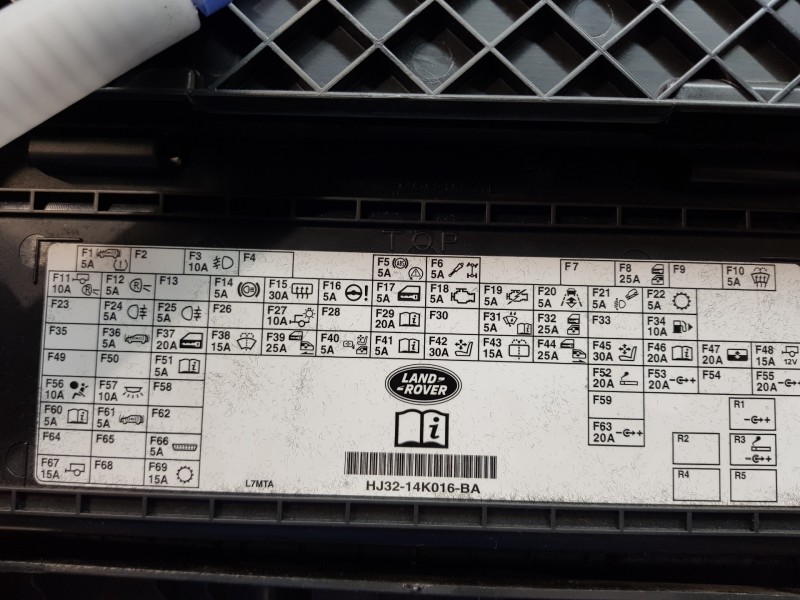 TOP
F1 5A
F2
F3 10A
F4
F5 5A ABS
F6 5A
F7
F8 25A
F9
F10 5A
F11 10A R
F12 5A R
F13
F14 5A
F15 30A
F16 5A !
F17 5A
F18 5A
F19 5A
F20 5A
F21 5A
F22 5A
F23
F24 5A
F25 5A
F26
F27 10A
F28
F29 20A i
F30
F31 5A i
F32 25A
F33
F34 10A
F35
F36 5A
F37 20A
F38 15A
F39 25A
F40 5A
F41 5A i
F42 30A
F43 15A
F44 25A
F45 30A
F46 20A i
F47 20A
F48 15A 12V
F49
F50
F51 5A i
F52 20A
F53 20A
F54
F55 20A
F56 10A
F57 10A
F58
LAND ROVER
F59
F60 5A i
F61 5A
F62
F63 20A
R1
F64
F65
F66 5A
i
R2
R3
F67 15A
F68
F69 15A
L7MTA
HJ32-14K016-BA
R4
R5